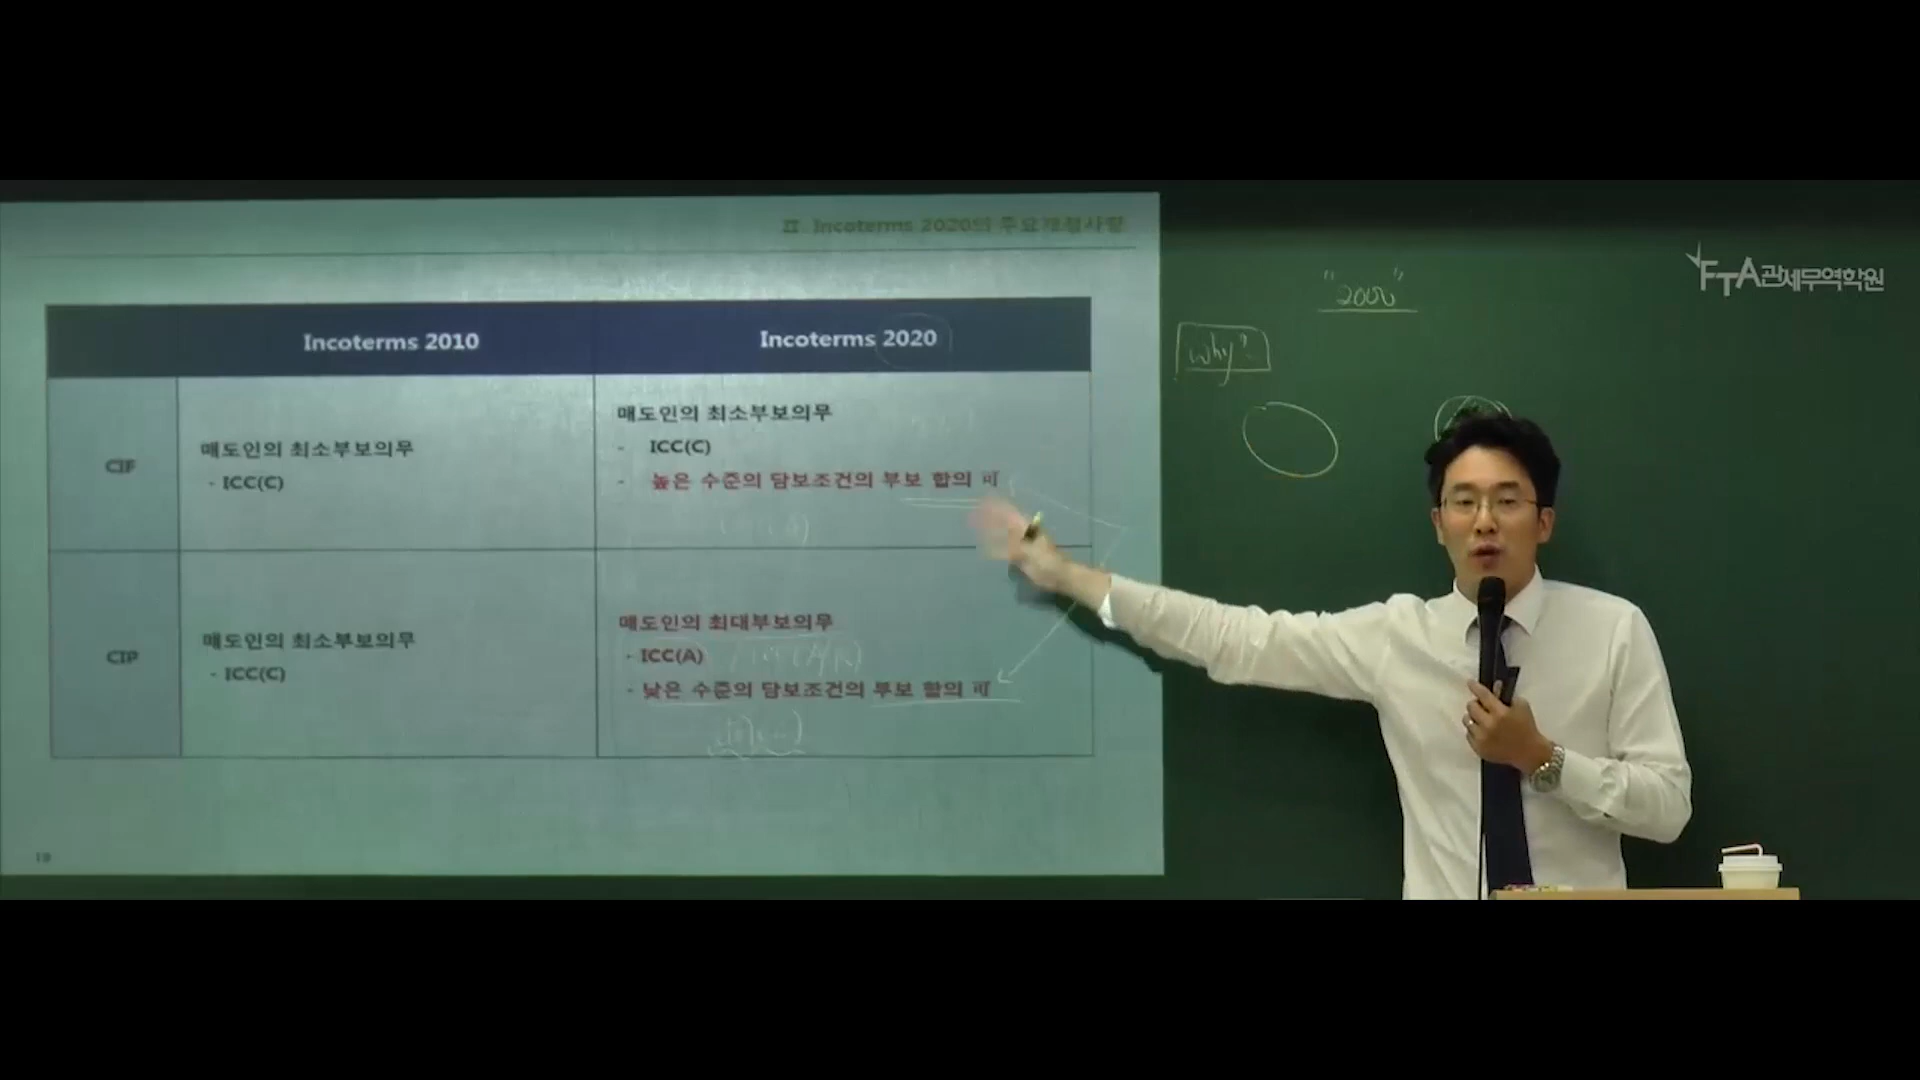 II. Incoterms 2020의 주요개정사항
FTA관세무역학원
"2000"
why?
Incoterms 2010
Incoterms 2020
CIF
매도인의 최소부보의무
- ICC(C)
매도인의 최소부보의무
- ICC(C)
- 높은 수준의 담보조건의 부보 합의 可
CIP
매도인의 최소부보의무
- ICC(C)
매도인의 최대부보의무
- ICC(A)
- 낮은 수준의 담보조건의 부보 합의 可